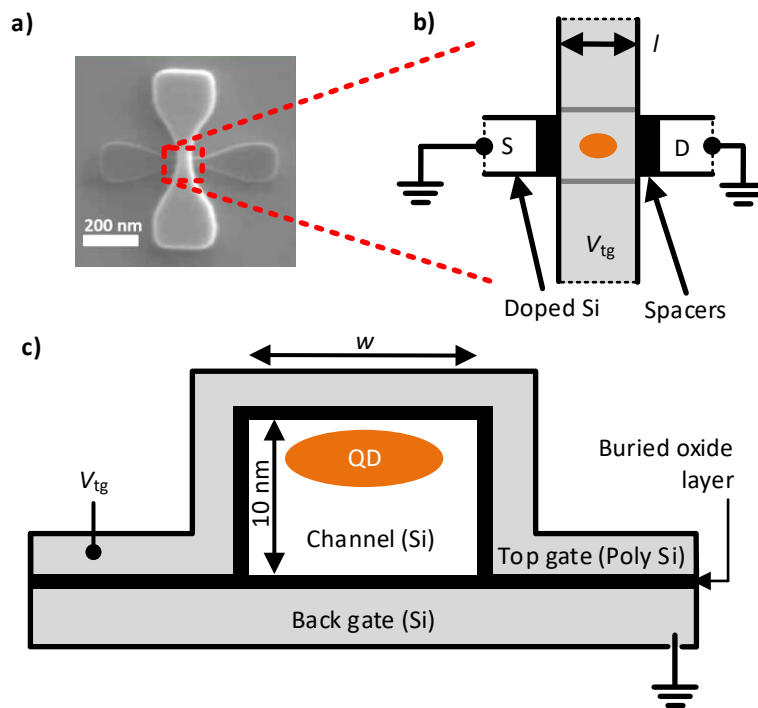 a)
200 nm
b)
l
S
D
Vtg
Doped Si
Spacers
c)
w
QD
10 nm
Vtg
Channel (Si)
Buried oxide
layer
Top gate (Poly Si)
Back gate (Si)